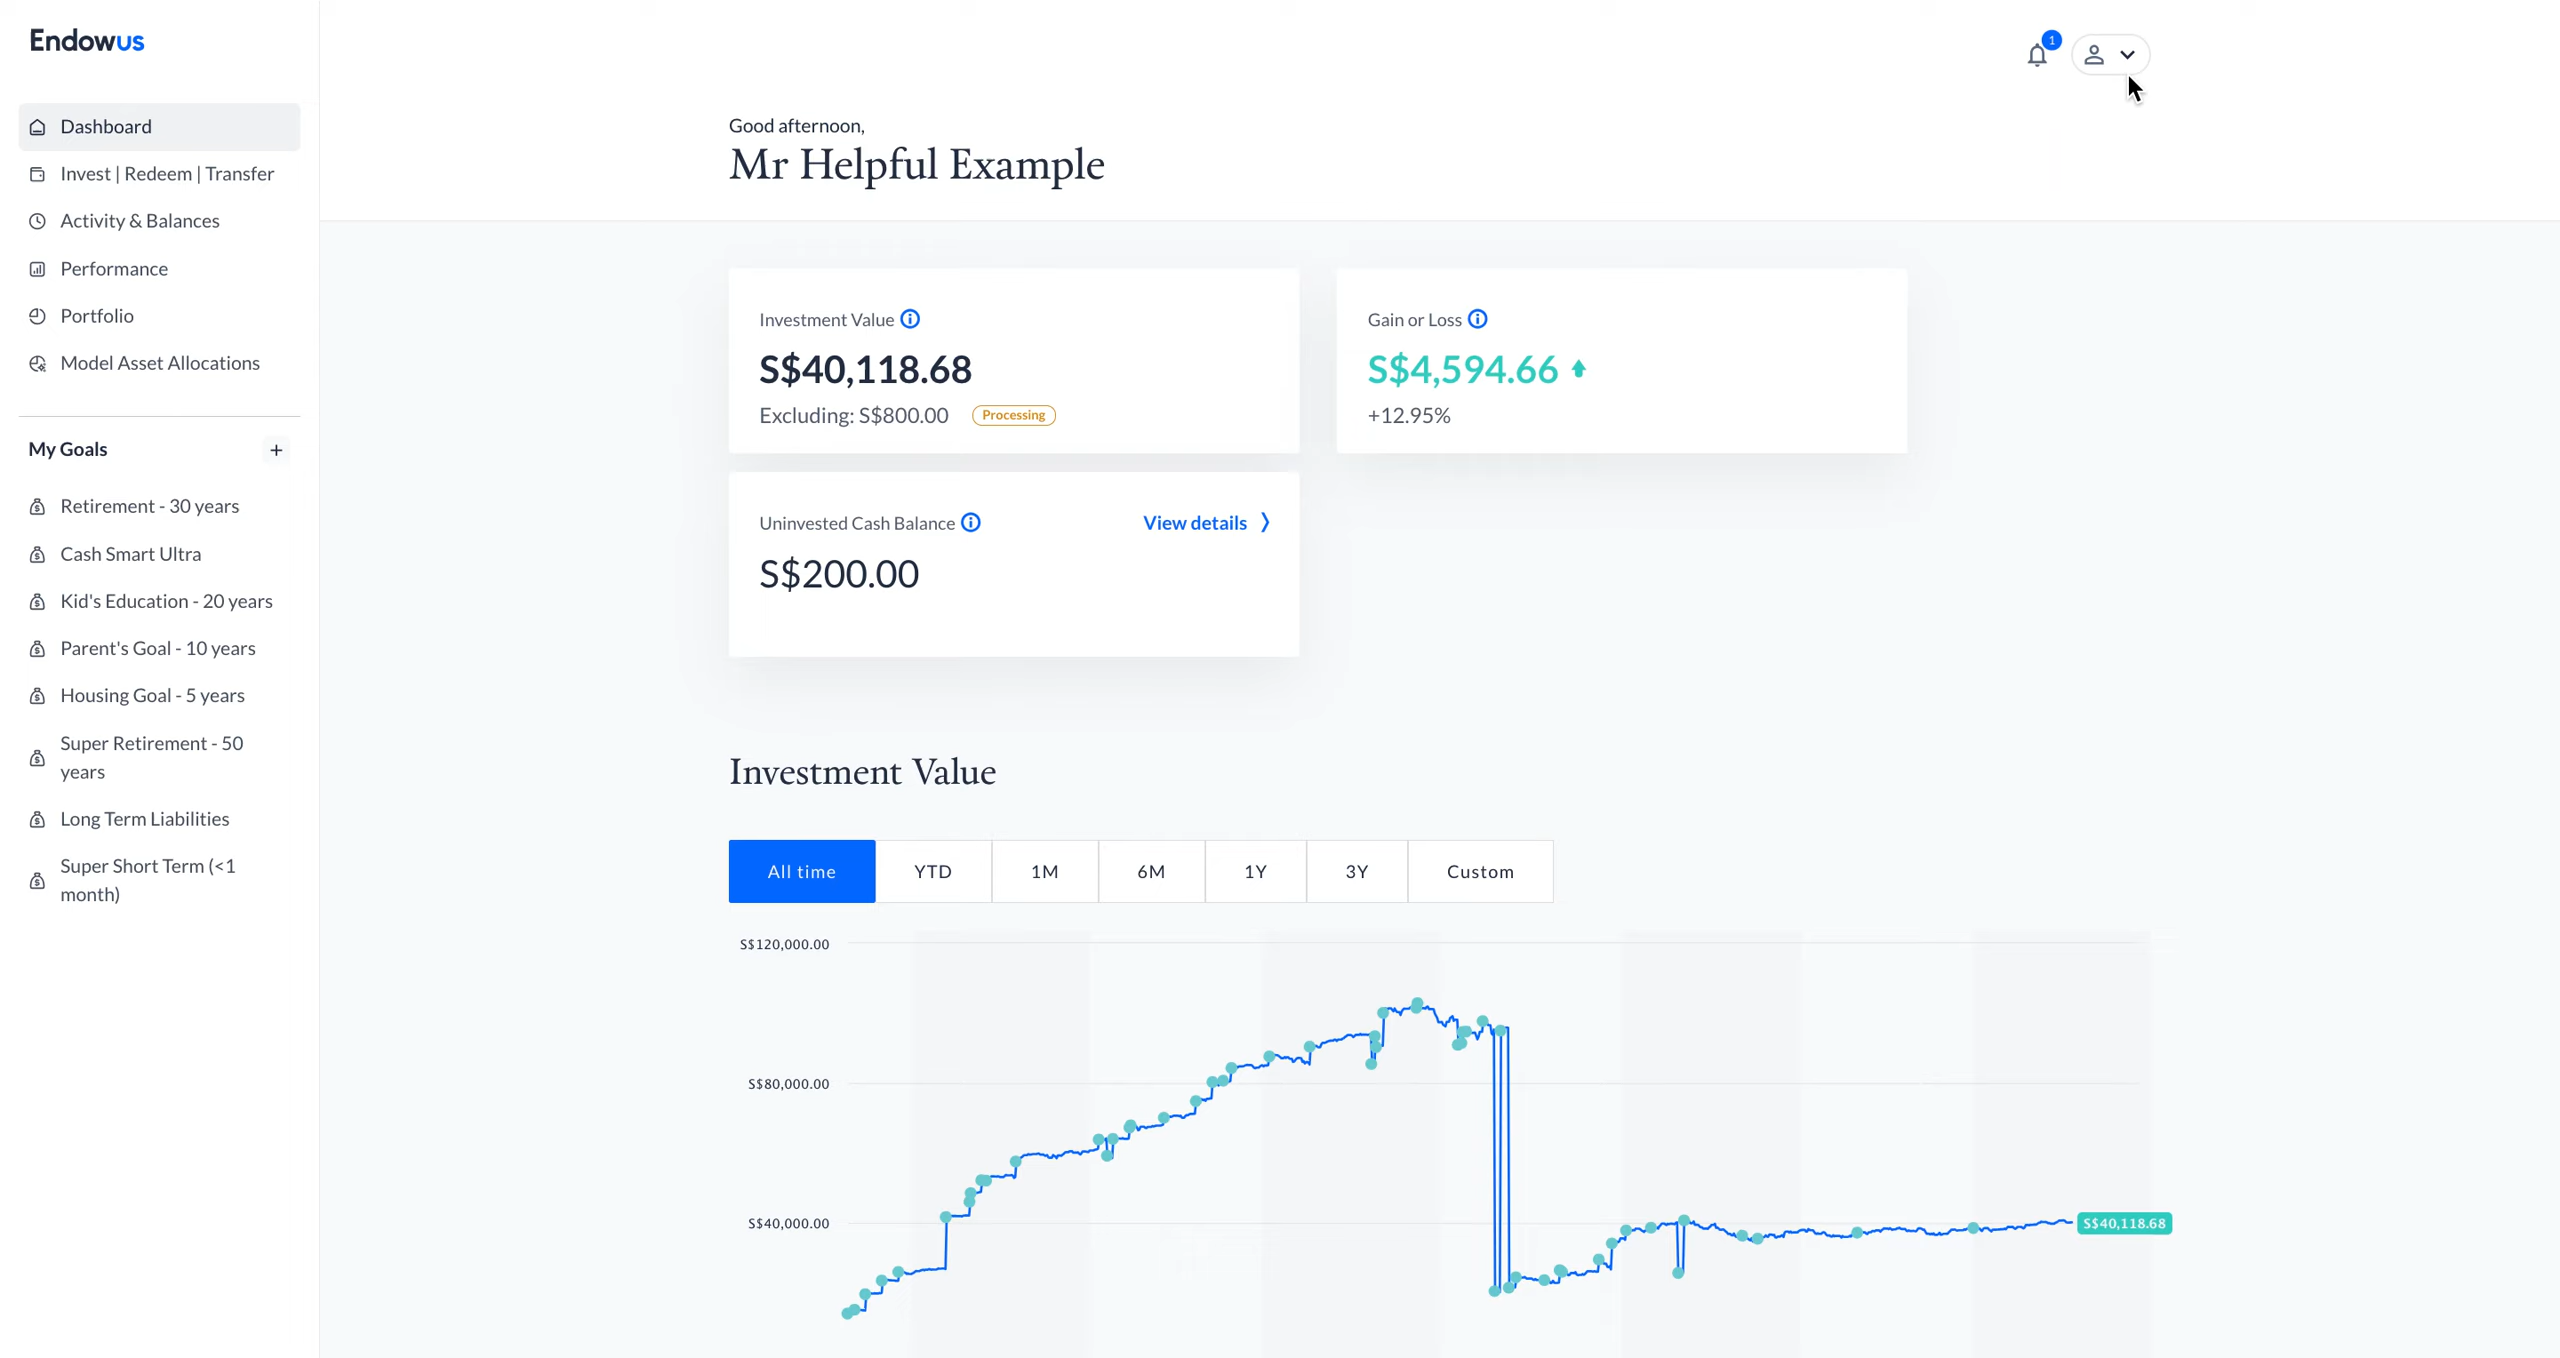 Endowus
1
Dashboard
Invest | Redeem | Transfer
Activity & Balances
Performance
Portfolio
Model Asset Allocations
My Goals
+
Retirement - 30 years
Cash Smart Ultra
Kid's Education - 20 years
Parent's Goal - 10 years
Housing Goal - 5 years
Super Retirement - 50
years
Long Term Liabilities
Super Short Term (<1
month)
Good afternoon,
Mr Helpful Example
Investment Value
S$40,118.68
Excluding: S$800.00 Processing
Gain or Loss
S$4,594.66
+12.95%
Uninvested Cash Balance View details
S$200.00
Investment Value
All time YTD 1M 6M 1Y 3Y Custom
S$120,000.00
S$80,000.00
S$40,000.00
S$40,118.68